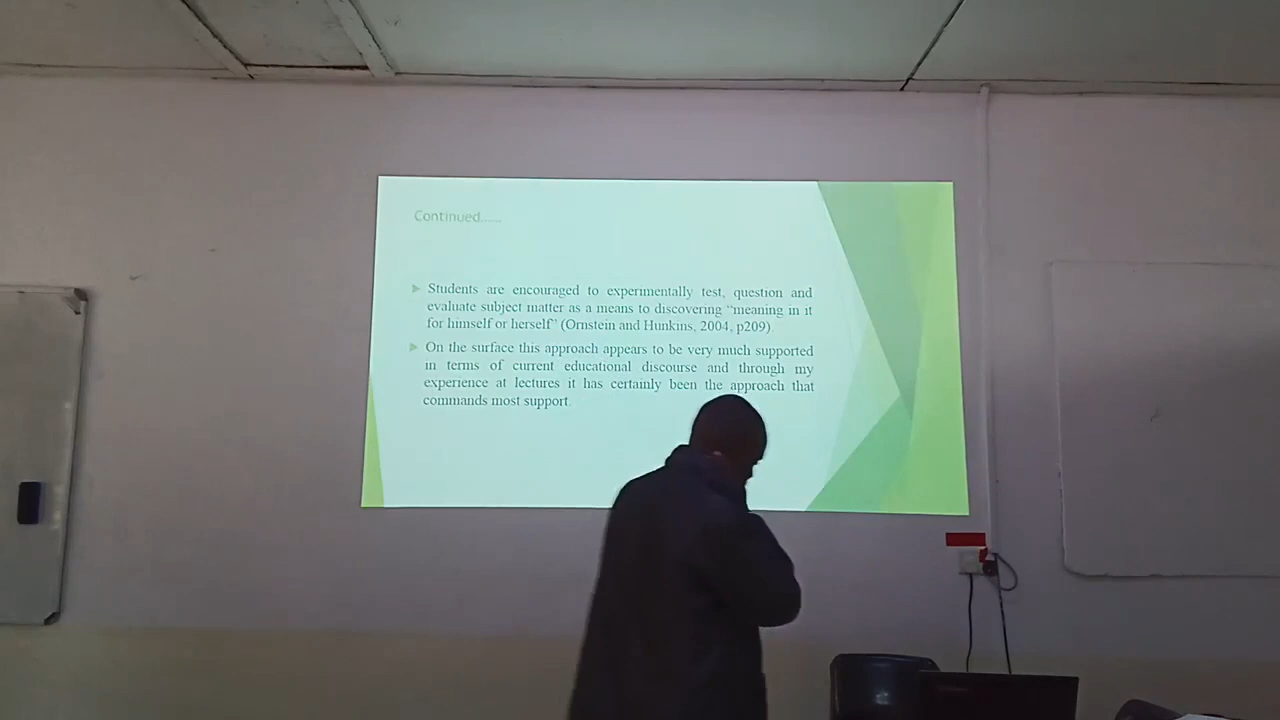 Continued......
Students are encouraged to experimentally test, question and
evaluate subject matter as a means to discovering “meaning in it
for himself or herself” (Ornstein and Hunkins, 2004, p209)
On the surface this approach appears to be very much supported
in terms of current educational discourse and through my
experience at lectures it has certainly been the approach that
commands most support.